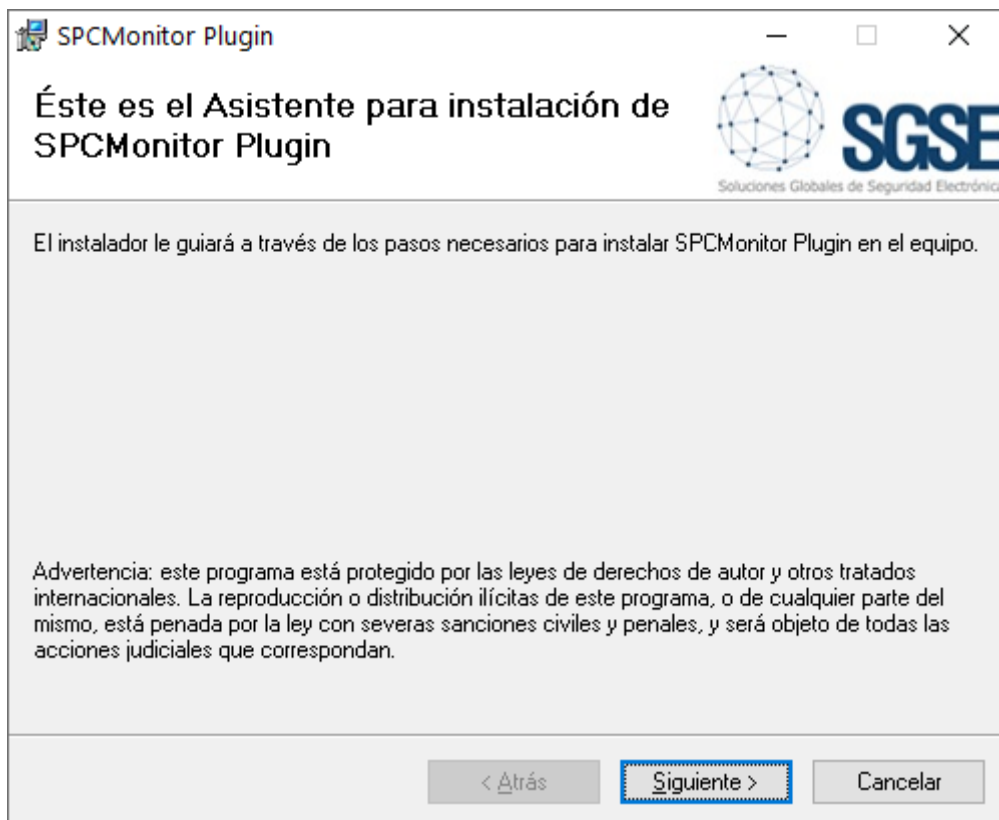 SPCMonitor Plugin
Éste es el Asistente para instalación de
SPCMonitor Plugin
SGSE
Soluciones Globales de Seguridad Electrónica
El instalador le guiará a través de los pasos necesarios para instalar SPCMonitor Plugin en el equipo.
Advertencia: este programa está protegido por las leyes de derechos de autor y otros tratados
internacionales. La reproducción o distribución ilícitas de este programa, o de cualquier parte del
mismo, está penada por la ley con severas sanciones civiles y penales, y será objeto de todas las
acciones judiciales que correspondan.
< Atrás
Siguiente >
Cancelar